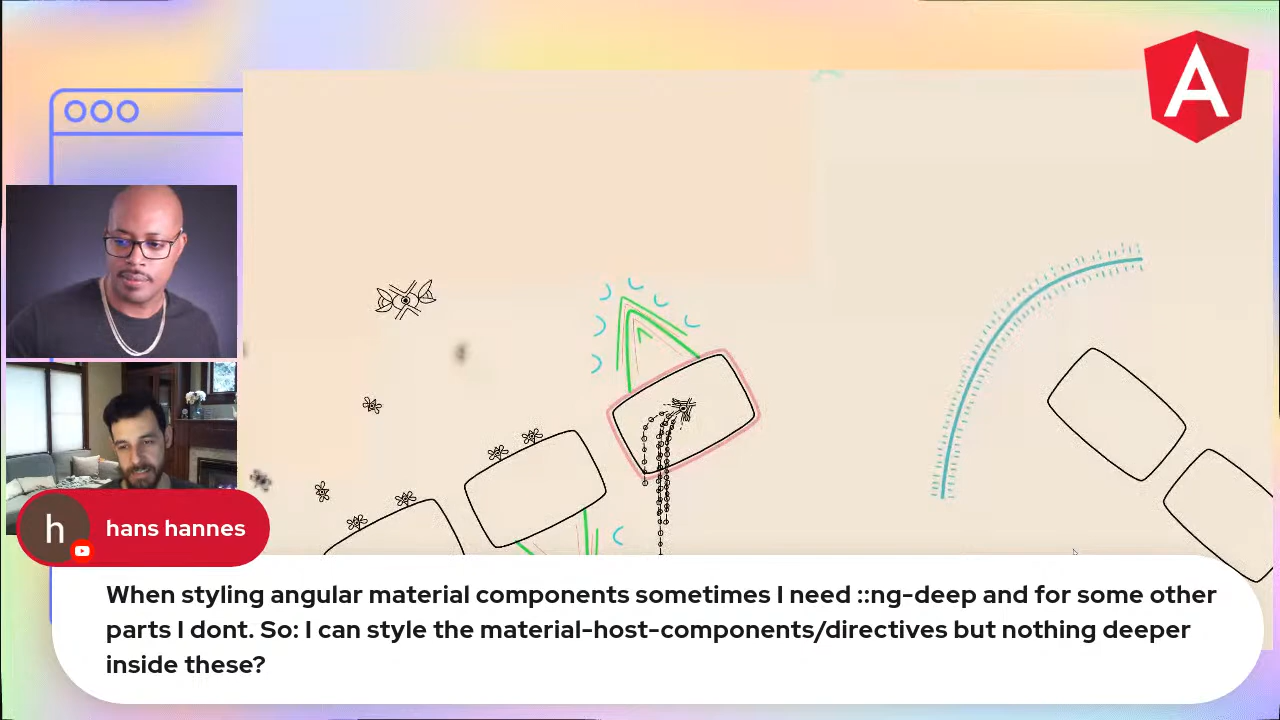 A
h
hans hannes
When styling angular material components sometimes I need ::ng-deep and for some other
parts I dont. So: I can style the material-host-components/directives but nothing deeper
inside these?